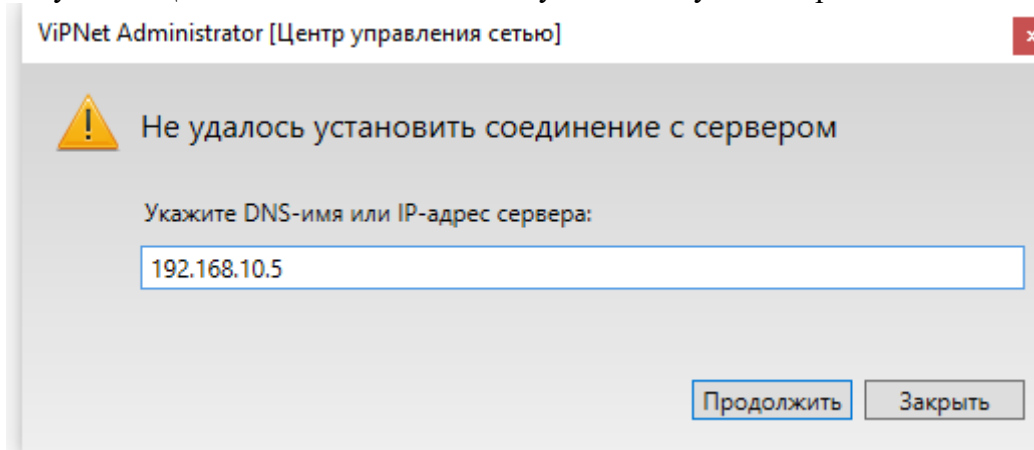 ViPNet Administrator [Центр управления сетью]
Не удалось установить соединение с сервером
Укажите DNS-имя или IP-адрес сервера:
192.168.10.5
Продолжить Закрыть